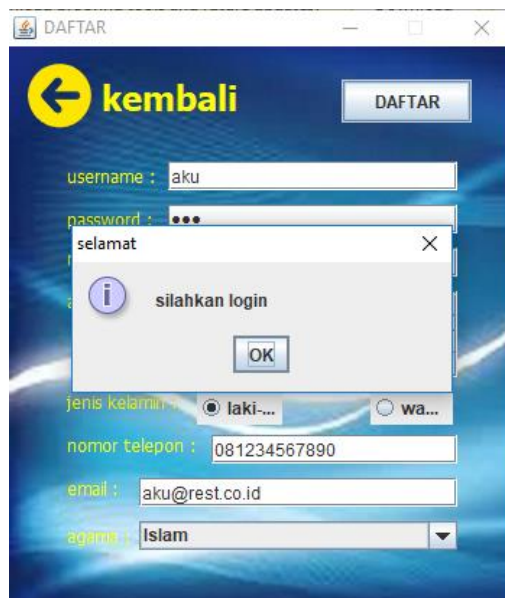 DAFTAR
kembali
DAFTAR
username : aku
password : •••
selamat
silahkan login
OK
jenis kelamin : laki-... wa...
nomor telepon : 081234567890
email : aku@rest.co.id
agama : Islam